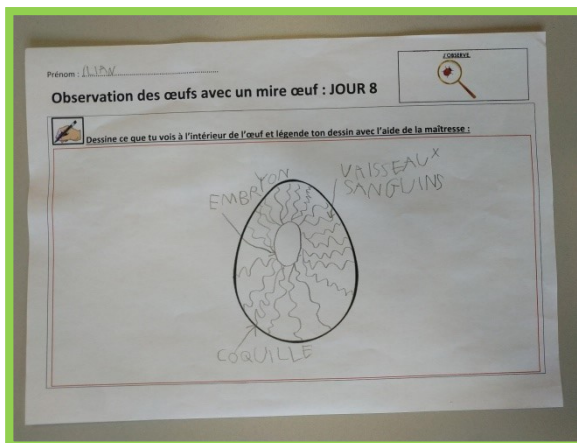 J'OBSERVE
Prénom : ILIAN
Observation des œufs avec un mire œuf : JOUR 8
Dessine ce que tu vois à l'intérieur de l'œuf et légende ton dessin avec l'aide de la maîtresse :
EMBRYON
VAISSEAUX
SANGUINS
COQUILLE